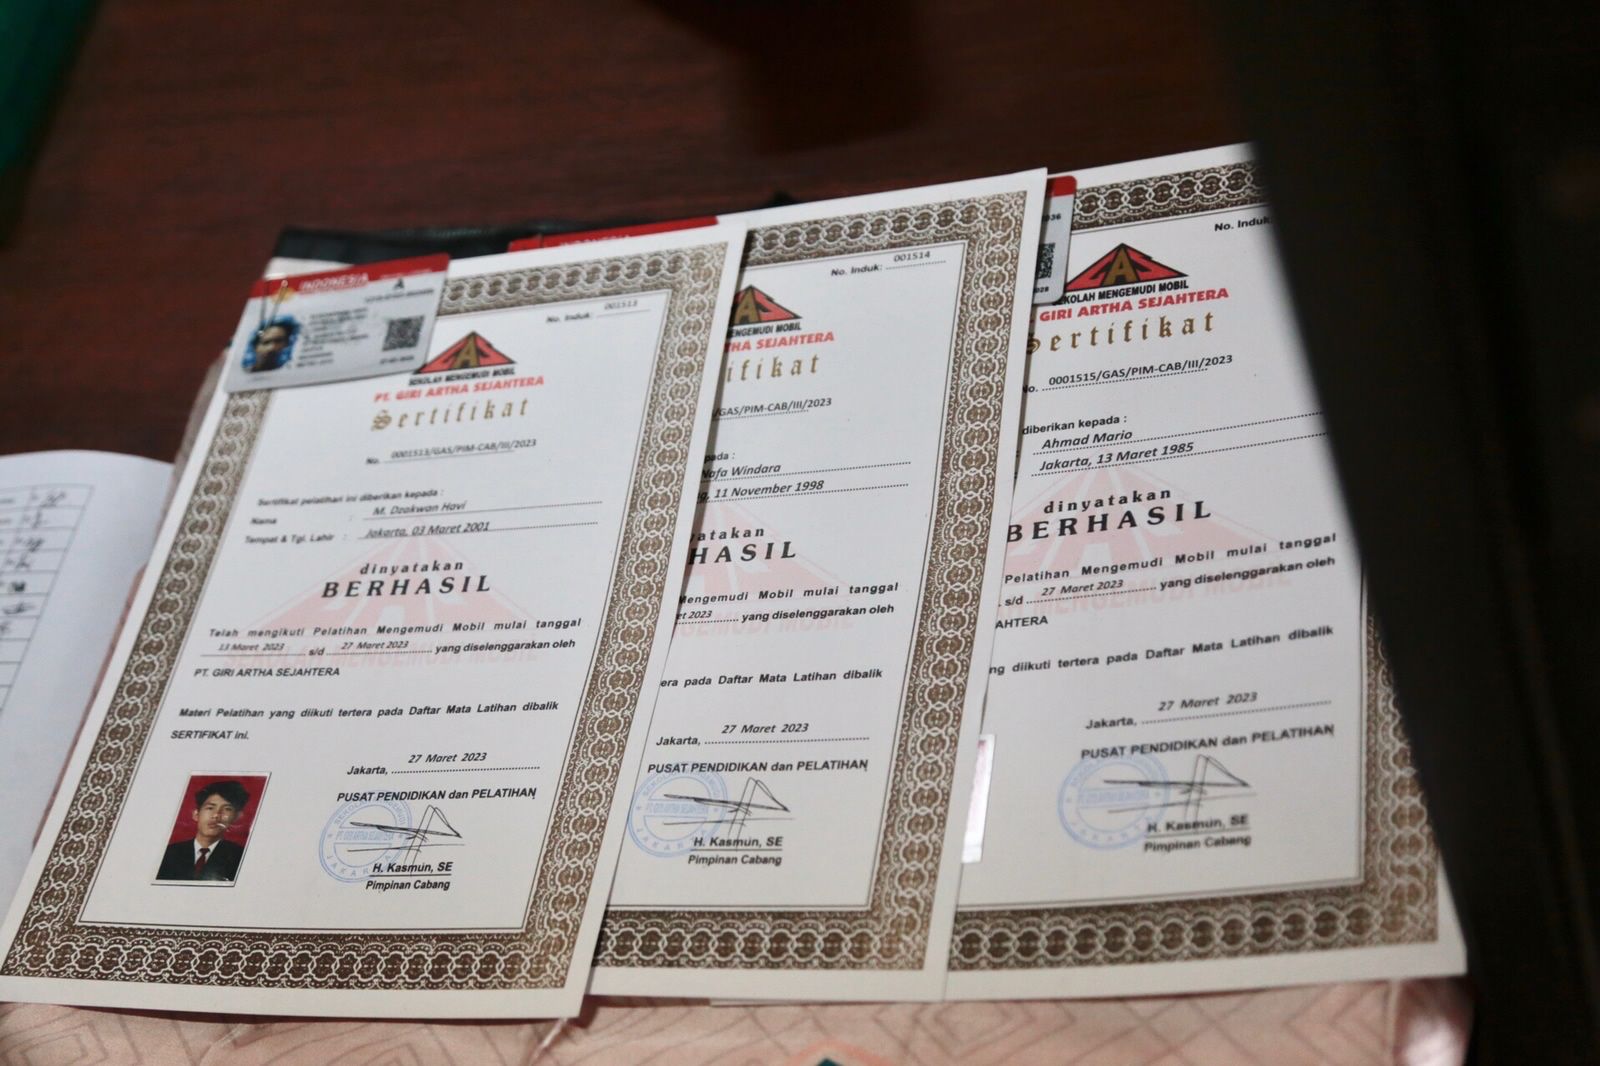 INDONESIA
A
No. Induk: 001513
SEKOLAH MENGEMUDI MOBIL
PT. GIRI ARTHA SEJAHTERA
Sertifikat
No. 0001513/GAS/PIM-CAB/III/2023
Sertifikat pelatihan ini diberikan kepada :
Nama : M. Dzakwan Havi
Tempat & Tgl. Lahir : Jakarta, 03 Maret 2001
dinyatakan
BERHASIL
Telah mengikuti Pelatihan Mengemudi Mobil mulai tanggal
13 Maret 2023 s/d 27 Maret 2023 yang diselenggarakan oleh
PT. GIRI ARTHA SEJAHTERA
Materi Pelatihan yang diikuti tertera pada Daftar Mata Latihan dibalik
SERTIFIKAT ini.
Jakarta, 27 Maret 2023
PUSAT PENDIDIKAN dan PELATIHAN
H. Kasmun, SE
Pimpinan Cabang
No. Induk: 001514
ENGEMUDI MOBIL
HA SEJAHTERA
ifikat
/GAS/PIM-CAB/III/2023
pada :
Nafa Windara
g, 11 November 1998
yatakan
HASIL
Mengemudi Mobil mulai tanggal
et 2023 yang diselenggarakan oleh
era pada Daftar Mata Latihan dibalik
Jakarta, 27 Maret 2023
PUSAT PENDIDIKAN dan PELATIHAN
H. Kasmun, SE
Pimpinan Cabang
No. Induk
SEKOLAH MENGEMUDI MOBIL
GIRI ARTHA SEJAHTERA
Sertifikat
No. 0001515/GAS/PIM-CAB/III/2023
diberikan kepada :
Ahmad Mario
Jakarta, 13 Maret 1985
dinyatakan
BERHASIL
Pelatihan Mengemudi Mobil mulai tanggal
s/d 27 Maret 2023 yang diselenggarakan oleh
AHTERA
ng diikuti tertera pada Daftar Mata Latihan dibalik
Jakarta, 27 Maret 2023
PUSAT PENDIDIKAN dan PELATIHAN
H. Kasmun, SE
Pimpinan Cabang